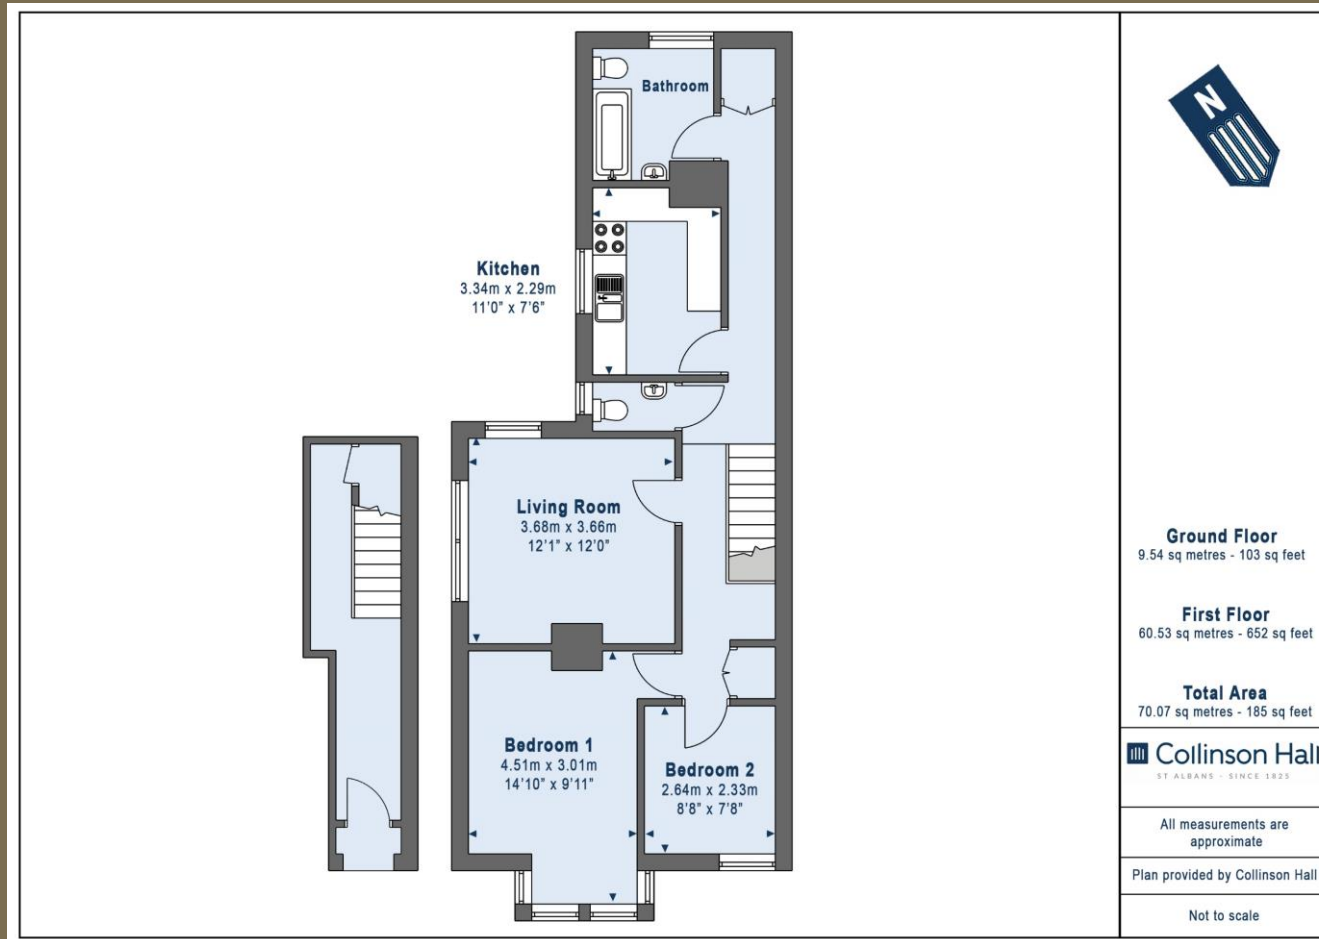 Bathroom
Kitchen
3.34m x 2.29m
11'0" x 7'6"
Living Room
3.68m x 3.66m
12'1" x 12'0"
Bedroom 1
4.51m x 3.01m
14'10" x 9'11"
Bedroom 2
2.64m x 2.33m
8'8" x 7'8"
N
Ground Floor
9.54 sq metres - 103 sq feet
First Floor
60.53 sq metres - 652 sq feet
Total Area
70.07 sq metres - 185 sq feet
Collinson Hall
ST ALBANS - SINCE 1825
All measurements are
approximate
Plan provided by Collinson Hall
Not to scale